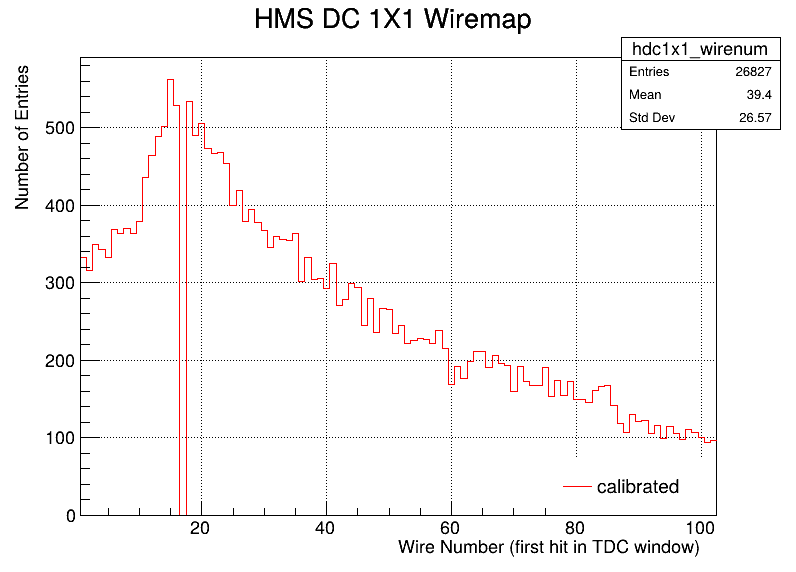 HMS DC 1X1 Wiremap
hdc1x1_wirenum
Entries 26827
Mean 39.4
Std Dev 26.57
Number of Entries
500
400
300
200
100
0
20 40 60 80 100
calibrated
Wire Number (first hit in TDC window)